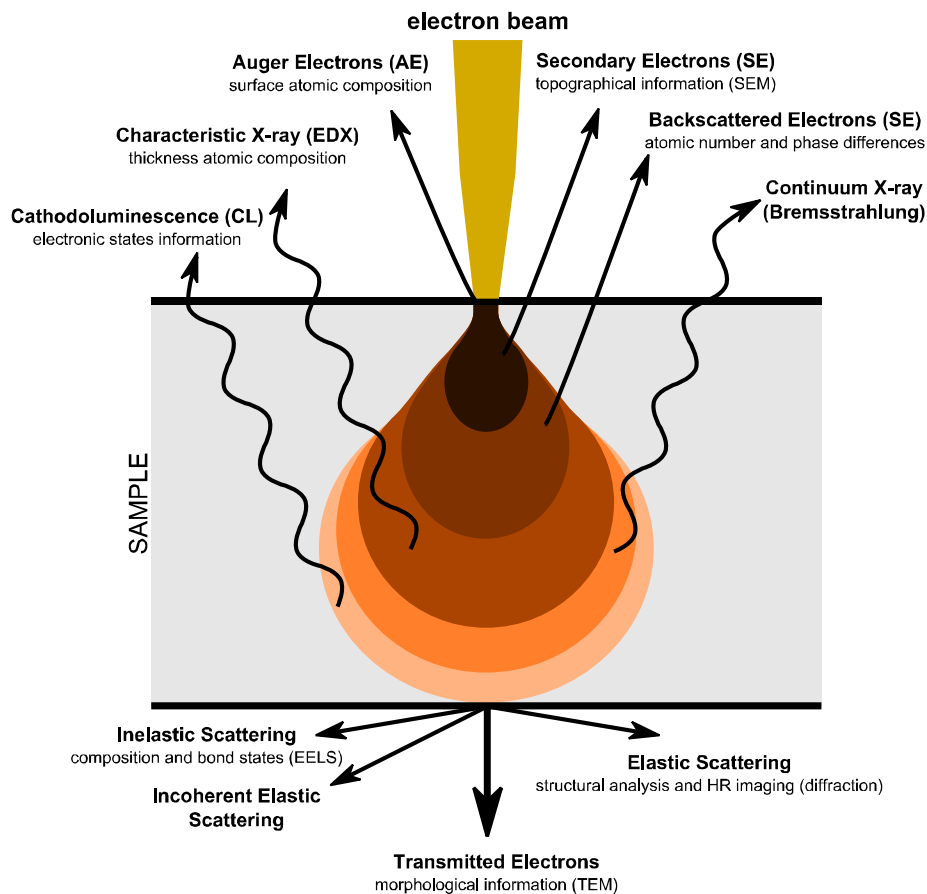 electron beam
Auger Electrons (AE)
surface atomic composition
Secondary Electrons (SE)
topographical information (SEM)
Characteristic X-ray (EDX)
thickness atomic composition
Backscattered Electrons (SE)
atomic number and phase differences
Cathodoluminescence (CL)
electronic states information
Continuum X-ray
(Bremsstrahlung)
SAMPLE
Inelastic Scattering
composition and bond states (EELS)
Incoherent Elastic
Scattering
Elastic Scattering
structural analysis and HR imaging (diffraction)
Transmitted Electrons
morphological information (TEM)